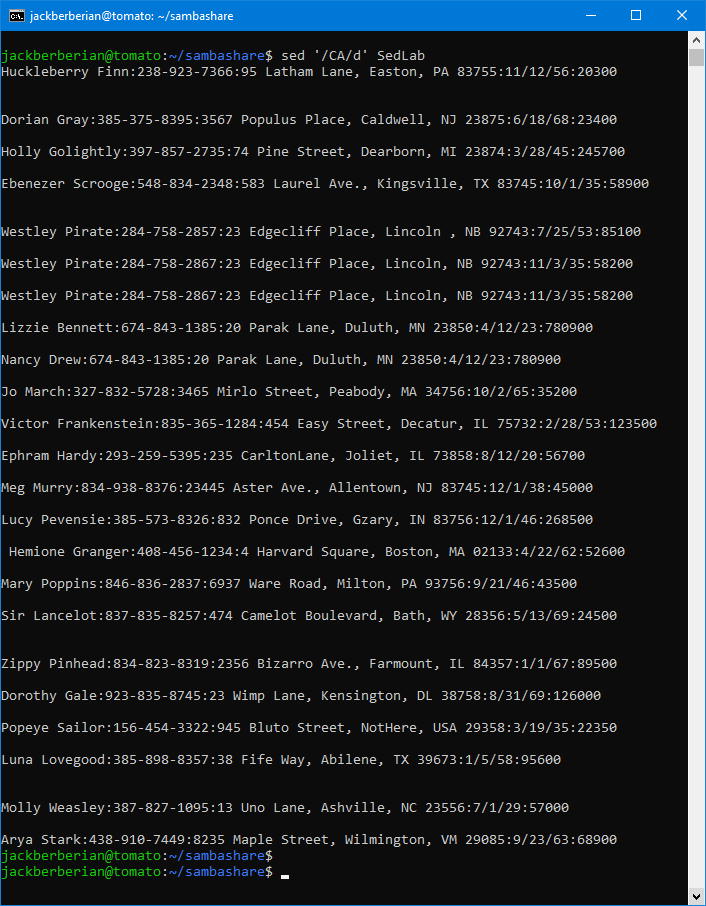 jackberberian@tomato: ~/sambashare
jackberberian@tomato:~/sambashare$ sed '/CA/d' SedLab
Huckleberry Finn:238-923-7366:95 Latham Lane, Easton, PA 83755:11/12/56:20300
Dorian Gray:385-375-8395:3567 Populus Place, Caldwell, NJ 23875:6/18/68:23400
Holly Golightly:397-857-2735:74 Pine Street, Dearborn, MI 23874:3/28/45:245700
Ebenezer Scrooge:548-834-2348:583 Laurel Ave., Kingsville, TX 83745:10/1/35:58900
Westley Pirate:284-758-2857:23 Edgecliff Place, Lincoln , NB 92743:7/25/53:85100
Westley Pirate:284-758-2867:23 Edgecliff Place, Lincoln, NB 92743:11/3/35:58200
Westley Pirate:284-758-2867:23 Edgecliff Place, Lincoln, NB 92743:11/3/35:58200
Lizzie Bennett:674-843-1385:20 Parak Lane, Duluth, MN 23850:4/12/23:780900
Nancy Drew:674-843-1385:20 Parak Lane, Duluth, MN 23850:4/12/23:780900
Jo March:327-832-5728:3465 Mirlo Street, Peabody, MA 34756:10/2/65:35200
Victor Frankenstein:835-365-1284:454 Easy Street, Decatur, IL 75732:2/28/53:123500
Ephram Hardy:293-259-5395:235 CarltonLane, Joliet, IL 73858:8/12/20:56700
Meg Murry:834-938-8376:23445 Aster Ave., Allentown, NJ 83745:12/1/38:45000
Lucy Pevensie:385-573-8326:832 Ponce Drive, Gzary, IN 83756:12/1/46:268500
 Hemione Granger:408-456-1234:4 Harvard Square, Boston, MA 02133:4/22/62:52600
Mary Poppins:846-836-2837:6937 Ware Road, Milton, PA 93756:9/21/46:43500
Sir Lancelot:837-835-8257:474 Camelot Boulevard, Bath, WY 28356:5/13/69:24500
Zippy Pinhead:834-823-8319:2356 Bizarro Ave., Farmount, IL 84357:1/1/67:89500
Dorothy Gale:923-835-8745:23 Wimp Lane, Kensington, DL 38758:8/31/69:126000
Popeye Sailor:156-454-3322:945 Bluto Street, NotHere, USA 29358:3/19/35:22350
Luna Lovegood:385-898-8357:38 Fife Way, Abilene, TX 39673:1/5/58:95600
Molly Weasley:387-827-1095:13 Uno Lane, Ashville, NC 23556:7/1/29:57000
Arya Stark:438-910-7449:8235 Maple Street, Wilmington, VM 29085:9/23/63:68900
jackberberian@tomato:~/sambashare$
jackberberian@tomato:~/sambashare$